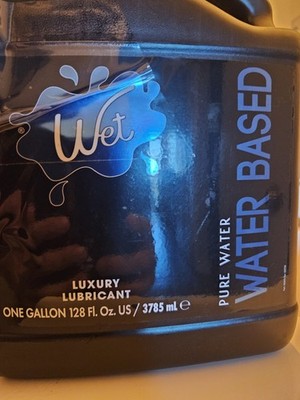 Wet
®
LUXURY
LUBRICANT
ONE GALLON 128 Fl. Oz. US / 3785 mL ℮
PURE WATER
WATER BASED